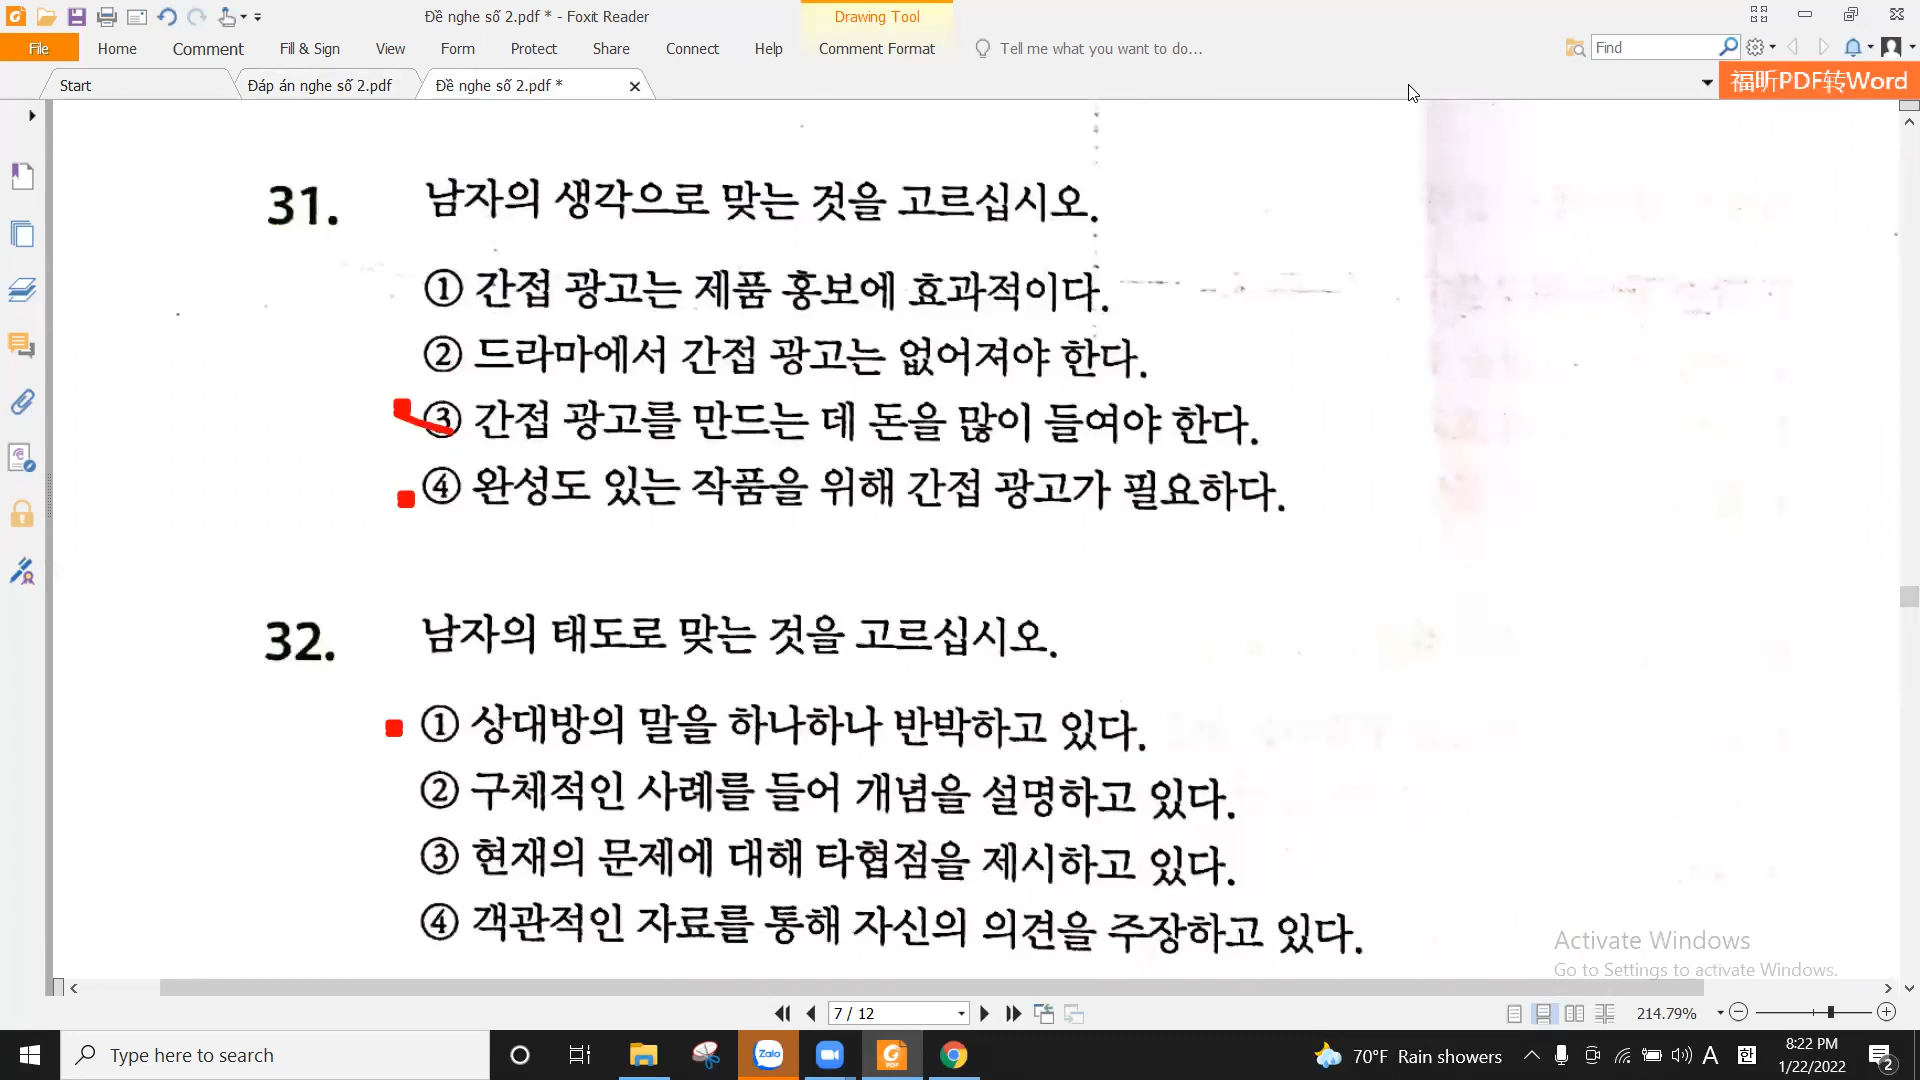 Đề nghe số 2.pdf * - Foxit Reader
Drawing Tool
File Home Comment Fill & Sign View Form Protect Share Connect Help Comment Format Tell me what you want to do... Find
Start Đáp án nghe số 2.pdf Đề nghe số 2.pdf * 福昕PDF转Word
31. 남자의 생각으로 맞는 것을 고르십시오.
① 간접 광고는 제품 홍보에 효과적이다.
② 드라마에서 간접 광고는 없어져야 한다.
③ 간접 광고를 만드는 데 돈을 많이 들여야 한다.
④ 완성도 있는 작품을 위해 간접 광고가 필요하다.
32. 남자의 태도로 맞는 것을 고르십시오.
① 상대방의 말을 하나하나 반박하고 있다.
② 구체적인 사례를 들어 개념을 설명하고 있다.
③ 현재의 문제에 대해 타협점을 제시하고 있다.
④ 객관적인 자료를 통해 자신의 의견을 주장하고 있다.
Activate Windows
Go to Settings to activate Windows.
7 / 12 214.79%
Type here to search Zalo PDF 70°F Rain showers A 한 8:22 PM
1/22/2022 2